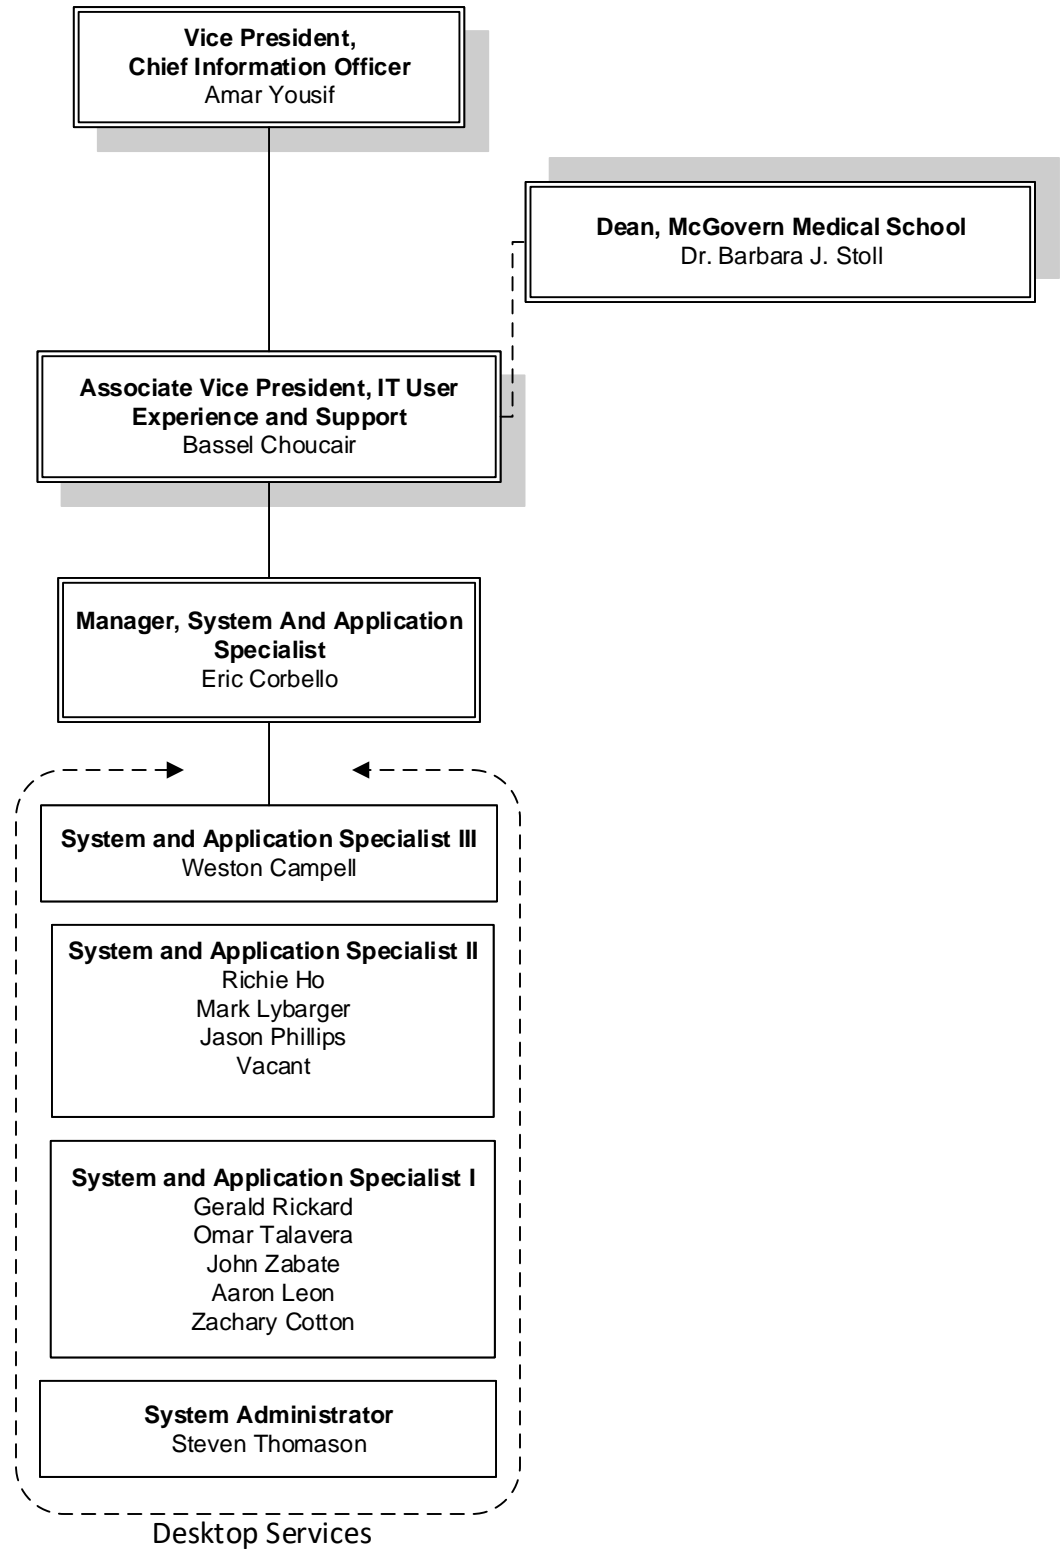 Vice President,
Chief Information Officer
Amar Yousif
Dean, McGovern Medical School
Dr. Barbara J. Stoll
Associate Vice President, IT User
Experience and Support
Bassel Choucair
Manager, System And Application
Specialist
Eric Corbello
System and Application Specialist III
Weston Campell
System and Application Specialist II
Richie Ho
Mark Lybarger
Jason Phillips
Vacant
System and Application Specialist I
Gerald Rickard
Omar Talavera
John Zabate
Aaron Leon
Zachary Cotton
System Administrator
Steven Thomason
Desktop Services